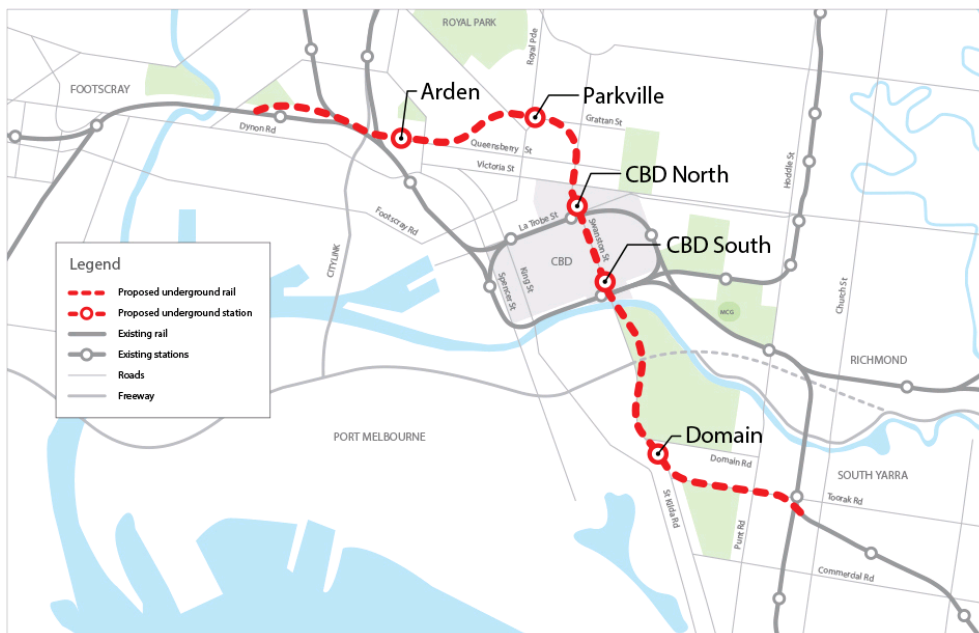 ROYAL PARK
Royal Pde
FOOTSCRAY
Arden
Parkville
Grattan St
Dynon Rd
Queensberry St
Victoria St
Hoddle St
CBD North
Footscray Rd
La Trobe St
Swanston St
CITYLINK
CBD South
CBD
Spencer St
King St
Church St
MCG
RICHMOND
Legend
Proposed underground rail
Proposed underground station
Existing rail
Existing stations
Roads
Freeway
PORT MELBOURNE
Domain
Domain Rd
SOUTH YARRA
Toorak Rd
St Kilda Rd
Punt Rd
Commerdal Rd